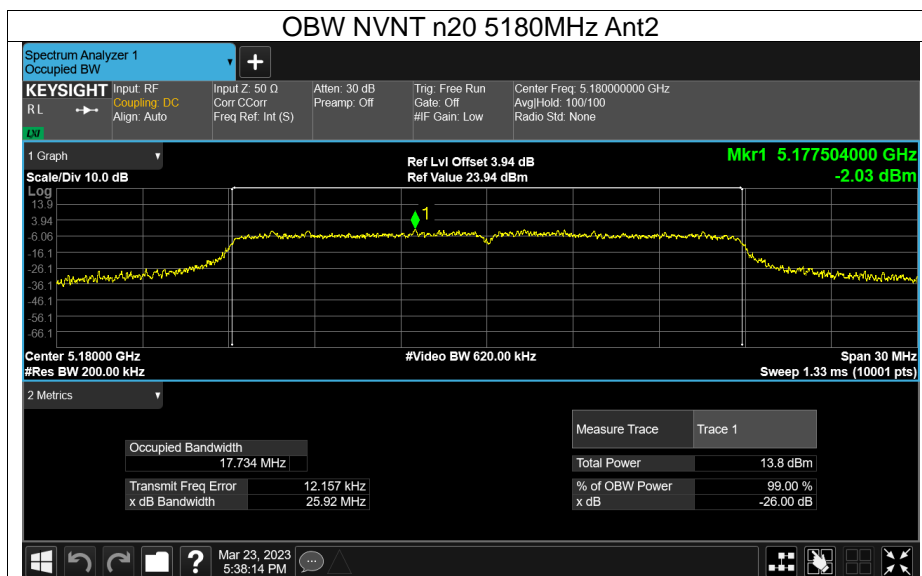 OBW NVNT n20 5180MHz Ant2
Spectrum Analyzer 1
Occupied BW
KEYSIGHT Input: RF Input Z: 50 Ω Atten: 30 dB Trig: Free Run Center Freq: 5.180000000 GHz
RL Coupling: DC Corr CCorr Preamp: Off Gate: Off Avg|Hold: 100/100
Align: Auto Freq Ref: Int (S) #IF Gain: Low Radio Std: None
LXI
1 Graph Ref Lvl Offset 3.94 dB Mkr1 5.177504000 GHz
Scale/Div 10.0 dB Ref Value 23.94 dBm -2.03 dBm
Log
13.9
3.94
1
-6.06
-16.1
-26.1
-36.1
-46.1
-56.1
-66.1
Center 5.18000 GHz #Video BW 620.00 kHz Span 30 MHz
#Res BW 200.00 kHz Sweep 1.33 ms (10001 pts)
2 Metrics
Measure Trace Trace 1
Occupied Bandwidth
17.734 MHz Total Power 13.8 dBm
Transmit Freq Error 12.157 kHz % of OBW Power 99.00 %
x dB Bandwidth 25.92 MHz x dB -26.00 dB
Mar 23, 2023
5:38:14 PM